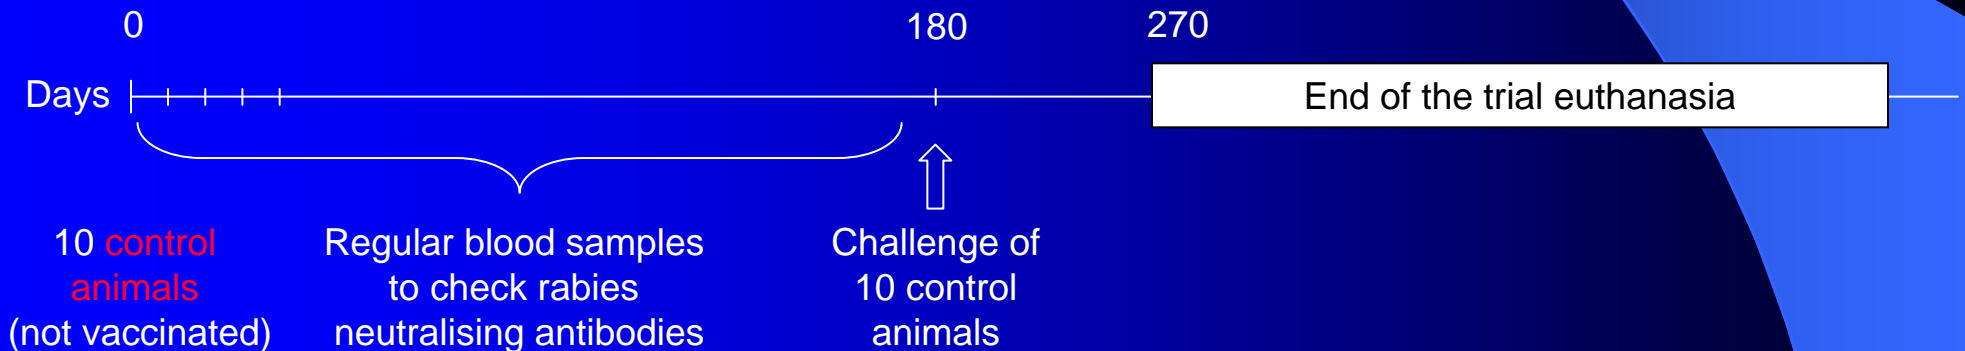 0
180
270
Days
End of the trial euthanasia
10 control
animals
(not vaccinated)
Regular blood samples
to check rabies
neutralising antibodies
Challenge of
10 control
animals